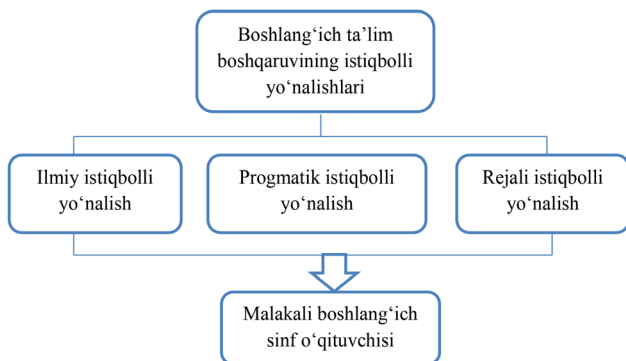 Boshlang‘ich ta’lim
boshqaruvining istiqbolli
yo‘nalishlari
Ilmiy istiqbolli
yo‘nalish
Progmatik istiqbolli
yo‘nalish
Rejali istiqbolli
yo‘nalish
Malakali boshlang‘ich
sinf o‘qituvchisi